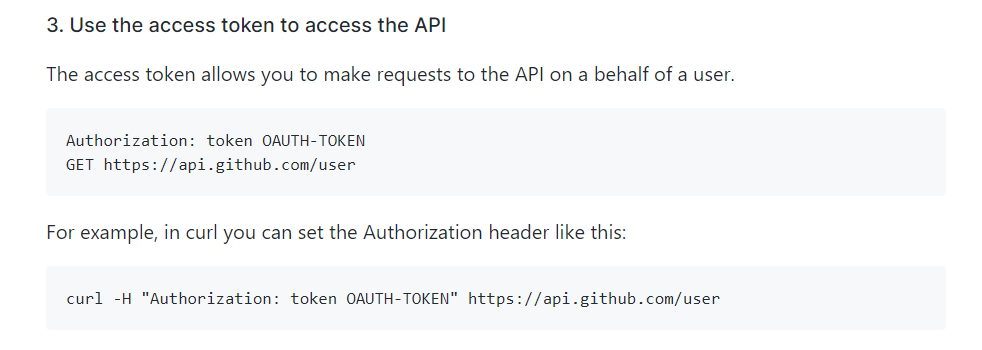 3. Use the access token to access the API
The access token allows you to make requests to the API on a behalf of a user.
Authorization: token OAUTH-TOKEN
GET https://api.github.com/user
For example, in curl you can set the Authorization header like this:
curl -H "Authorization: token OAUTH-TOKEN" https://api.github.com/user